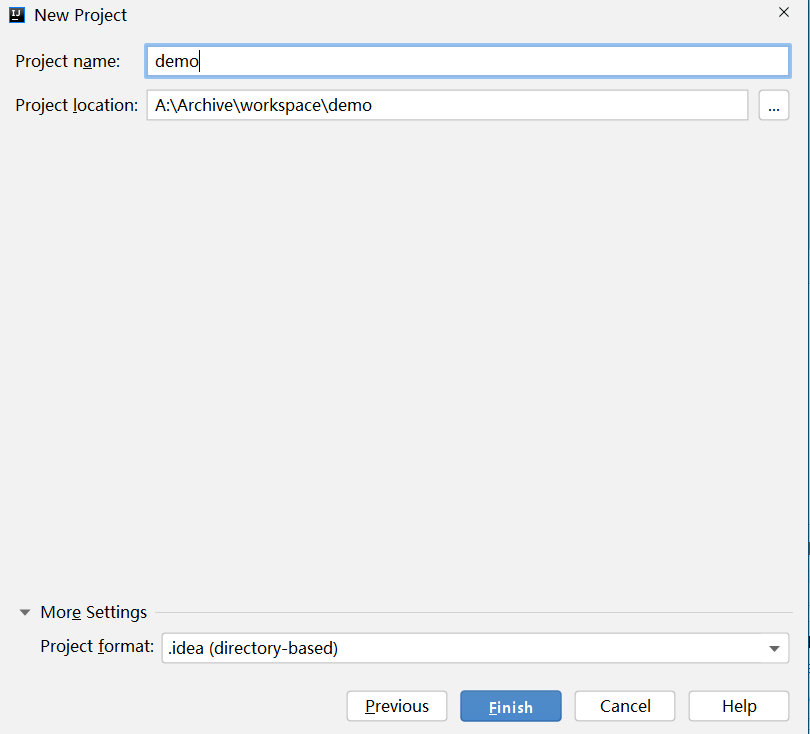 IJ New Project
Project name: demo
Project location: A:\Archive\workspace\demo ...
More Settings
Project format: .idea (directory-based)
Previous Finish Cancel Help